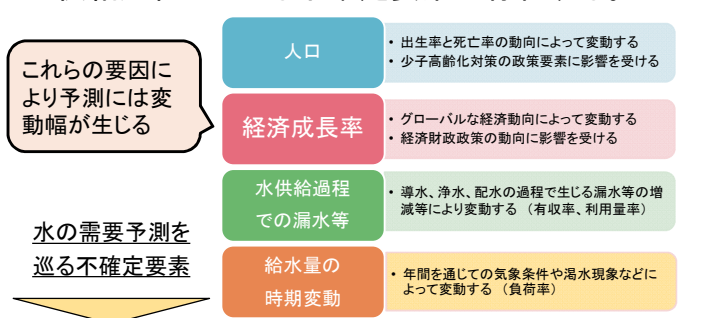 これらの要因に
より予測には変
動幅が生じる
水の需要予測を
巡る不確定要素
人口
・出生率と死亡率の動向によって変動する
・少子高齢化対策の政策要素に影響を受ける
経済成長率
・グローバルな経済動向によって変動する
・経済財政政策の動向に影響を受ける
水供給過程
での漏水等
・導水、浄水、配水の過程で生じる漏水等の増
減等により変動する （有収率、利用量率）
給水量の
時期変動
・年間を通じての気象条件や渇水現象などに
よって変動する （負荷率）